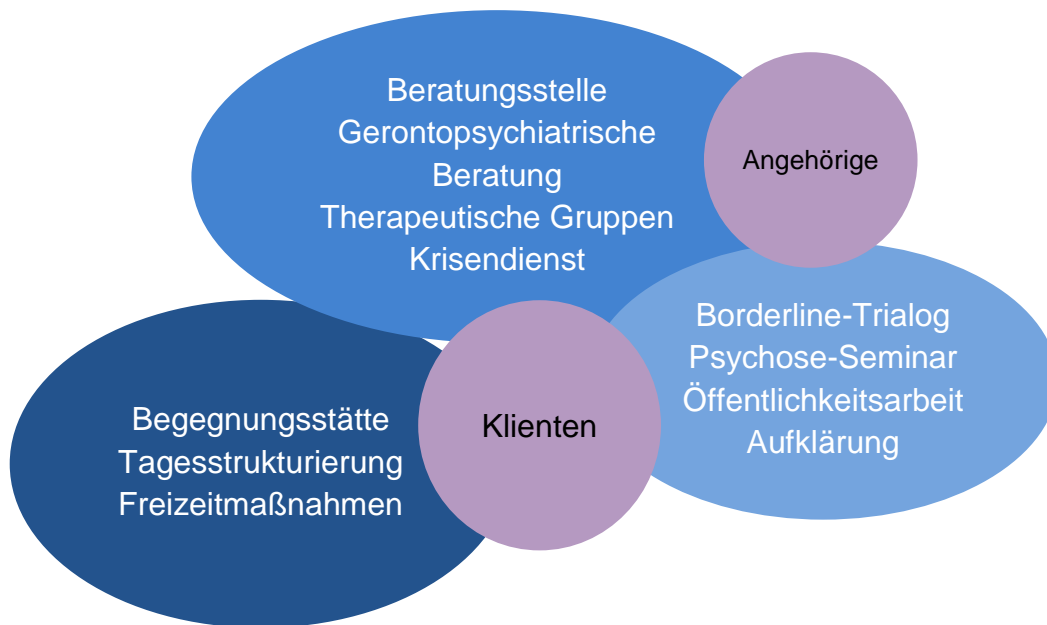 Beratungsstelle
Gerontopsychiatrische
Beratung
Therapeutische Gruppen
Krisendienst
Angehörige
Borderline-Trialog
Psychose-Seminar
Öffentlichkeitsarbeit
Aufklärung
Begegnungsstätte
Tagesstrukturierung
Freizeitmaßnahmen
Klienten